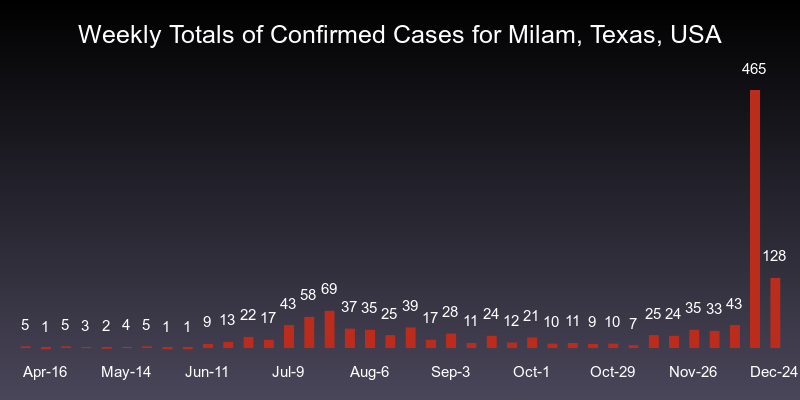 Weekly Totals of Confirmed Cases for Milam, Texas, USA
465
128
5 1 5 3 2 4 5 1 1 9 13 22 17 43 58 69 37 35 25 39 17 28 11 24 12 21 10 11 9 10 7 25 24 35 33 43
Apr-16 May-14 Jun-11 Jul-9 Aug-6 Sep-3 Oct-1 Oct-29 Nov-26 Dec-24